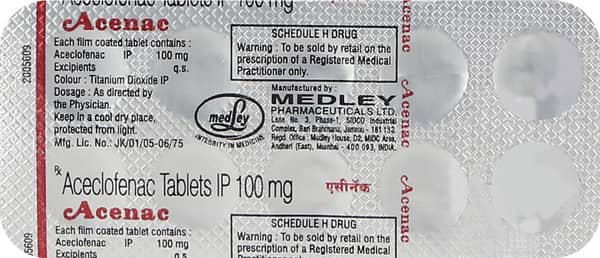 Aceclofenac Tablets IP 100 mg
Acenac
Each film coated tablet contains :
Aceclofenac IP 100 mg
Excipients q.s.
Colour : Titanium Dioxide IP
Dosage : As directed by
the Physician.
Keep in a cool dry place,
protected from light.
Mfg. Lic. No.: JK/01/05-06/75
SCHEDULE H DRUG
Warning : To be sold by retail on the
prescription of a Registered Medical
Practitioner only.
medley
INTEGRITY IN MEDICINE
Manufactured by :
MEDLEY
PHARMACEUTICALS LTD.
Lane No. 3, Phase-1, SIDCO Industrial
Complex, Bari Brahmana, Jammu - 181 133
Regd. Office : Medley House, D2, MIDC Area,
Andheri (East), Mumbai - 400 093, INDIA.
Acenac
Acenac
Acenac
2005609
Rx Aceclofenac Tablets IP 100 mg एसीनॅक
Acenac
Each film coated tablet contains :
Aceclofenac IP 100 mg
Excipients q.s.
SCHEDULE H DRUG
Warning : To be sold by retail on the
prescription of a Registered Medical
Practitioner only.
5609